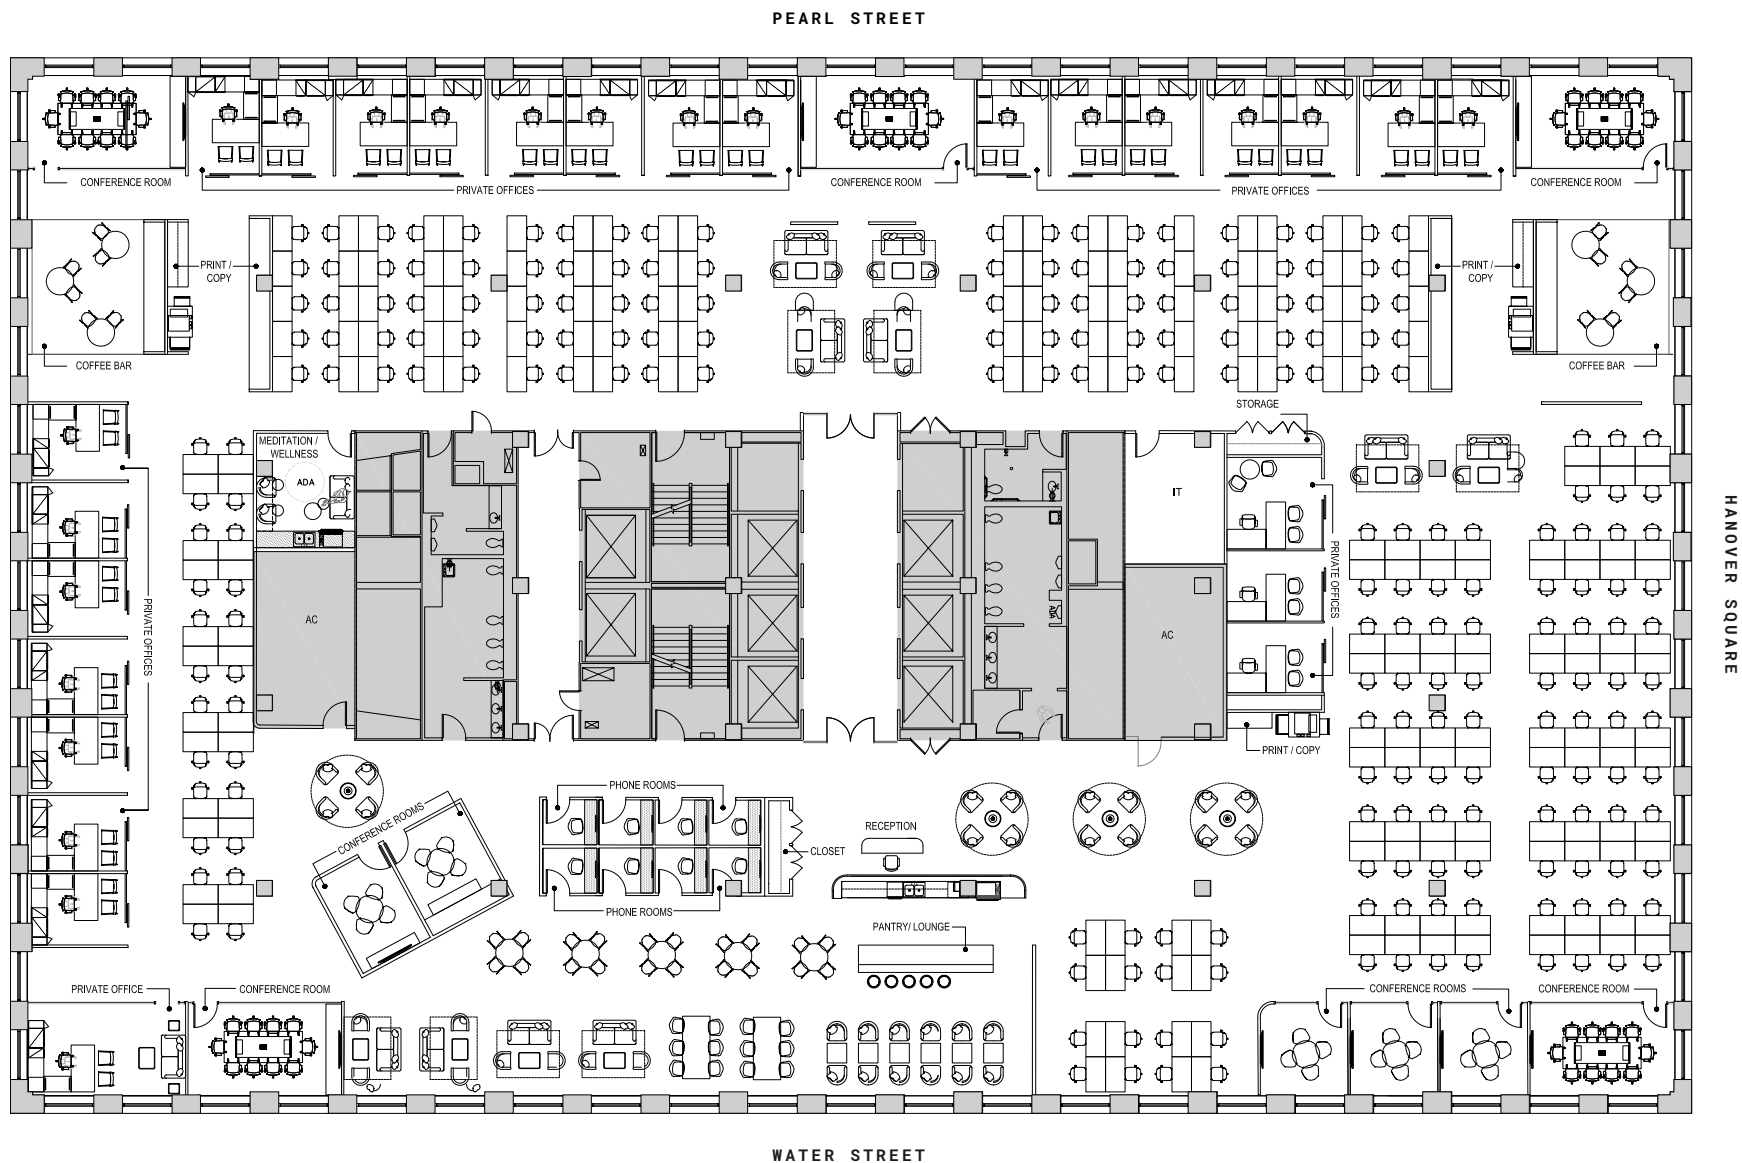 PEARL STREET
CONFERENCE ROOM
PRIVATE OFFICES
CONFERENCE ROOM
PRIVATE OFFICES
CONFERENCE ROOM
PRINT /
COPY
PRINT /
COPY
COFFEE BAR
COFFEE BAR
STORAGE
MEDITATION /
WELLNESS
ADA
IT
PRIVATE OFFICES
HANOVER SQUARE
PRIVATE OFFICES
AC
ADA
AC
PRINT / COPY
PHONE ROOMS
CONFERENCE ROOMS
RECEPTION
CLOSET
PHONE ROOMS
PANTRY/ LOUNGE
PRIVATE OFFICE
CONFERENCE ROOM
CONFERENCE ROOMS
CONFERENCE ROOM
WATER STREET